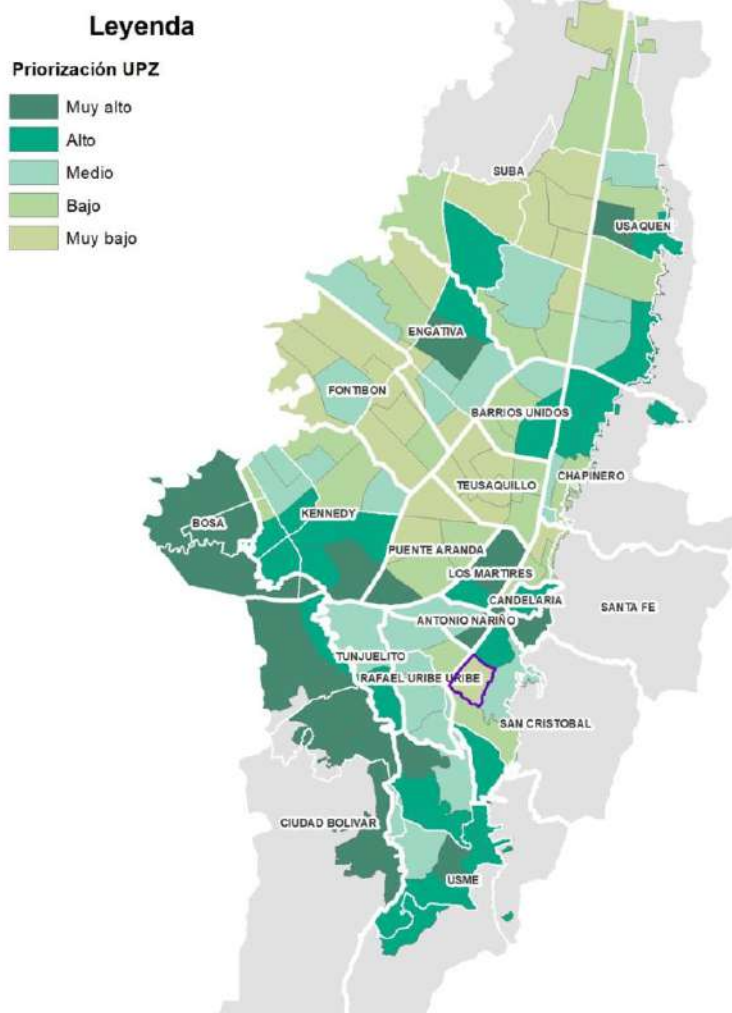 Leyenda
Priorización UPZ
Muy alto
Alto
Medio
Bajo
Muy bajo
SUBA
USAQUEN
ENGATIVA
FONTIBON
BARRIOS UNIDOS
CHAPINERO
TEUSAQUILLO
KENNEDY
BOSA
PUENTE ARANDA
LOS MARTIRES
CANDELARIA
SANTA FE
ANTONIO NARIÑO
TUNJUELITO
RAFAEL URIBE URIBE
SAN CRISTOBAL
CIUDAD BOLIVAR
USME